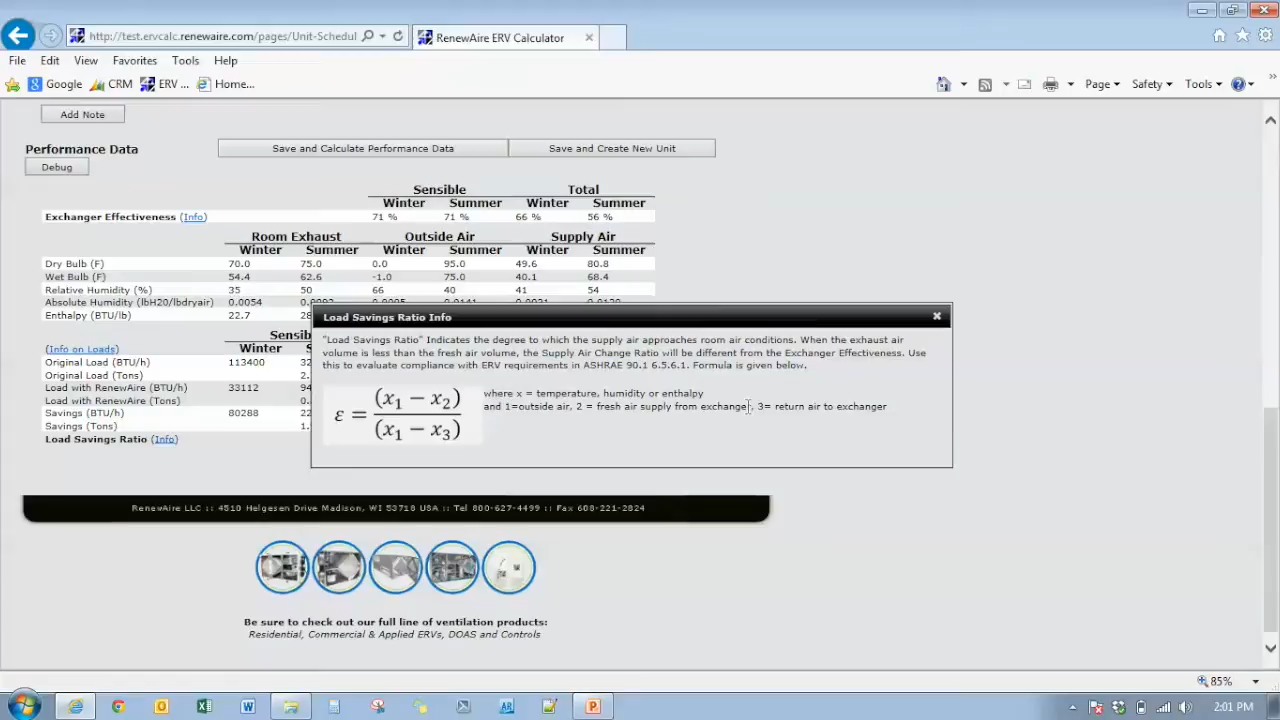 http://test.ervcalc.renewaire.com/pages/Unit-Schedul
RenewAire ERV Calculator
File Edit View Favorites Tools Help
Google CRM ERV ... Home...
Page Safety Tools
Add Note
Performance Data
Save and Calculate Performance Data
Save and Create New Unit
Debug
Sensible Total
Winter Summer Winter Summer
Exchanger Effectiveness (Info) 71 % 71 % 66 % 56 %
Room Exhaust Outside Air Supply Air
Winter Summer Winter Summer Winter Summer
Dry Bulb (F) 70.0 75.0 0.0 95.0 49.6 80.8
Wet Bulb (F) 54.4 62.6 -1.0 75.0 40.1 68.4
Relative Humidity (%) 35 50 66 40 41 54
Absolute Humidity (lbH20/lbdryair) 0.0054
Enthalpy (BTU/lb) 22.7
(Info on Loads) Winter
Original Load (BTU/h) 113400
Original Load (Tons)
Load with RenewAire (BTU/h) 33112
Load with RenewAire (Tons)
Savings (BTU/h) 80288
Savings (Tons)
Load Savings Ratio (Info)
Load Savings Ratio Info
"Load Savings Ratio" Indicates the degree to which the supply air approaches room air conditions. When the exhaust air
volume is less than the fresh air volume, the Supply Air Change Ratio will be different from the Exchanger Effectiveness. Use
this to evaluate compliance with ERV requirements in ASHRAE 90.1 6.5.6.1. Formula is given below.
ε = (x₁ − x₂) / (x₁ − x₃)
where x = temperature, humidity or enthalpy
and 1=outside air, 2 = fresh air supply from exchanger, 3= return air to exchanger
RenewAire LLC :: 4510 Helgesen Drive Madison, WI 53718 USA :: Tel 800-627-4499 :: Fax 608-221-2824
Be sure to check out our full line of ventilation products:
Residential, Commercial & Applied ERVs, DOAS and Controls
85%
2:01 PM